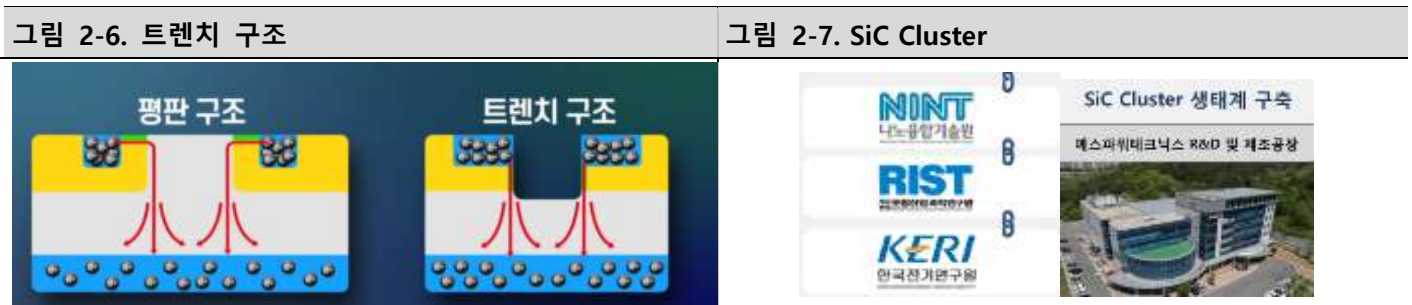 그림 2-6. 트렌치 구조
그림 2-7. SiC Cluster
평판 구조
트렌치 구조
NINT
나노융합기술원
RIST
KERI
한국전기연구원
SiC Cluster 생태계 구축
예스파워테크닉스 R&D 및 제조공장